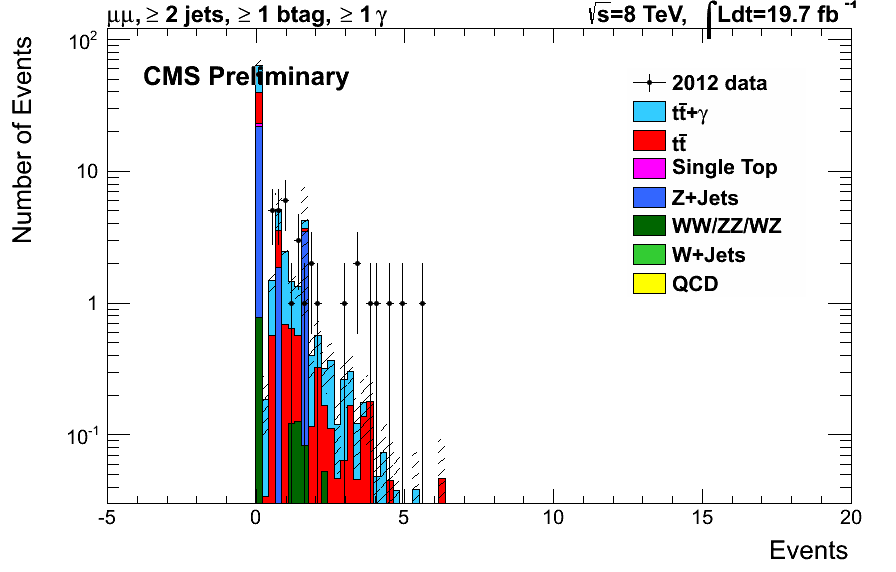 μμ, ≥ 2 jets, ≥ 1 btag, ≥ 1 γ
√s=8 TeV, ∫Ldt=19.7 fb⁻¹
CMS Preliminary
Number of Events
10²
10
1
10⁻¹
2012 data
tt̄+γ
tt̄
Single Top
Z+Jets
WW/ZZ/WZ
W+Jets
QCD
-5 0 5 10 15 20
Events